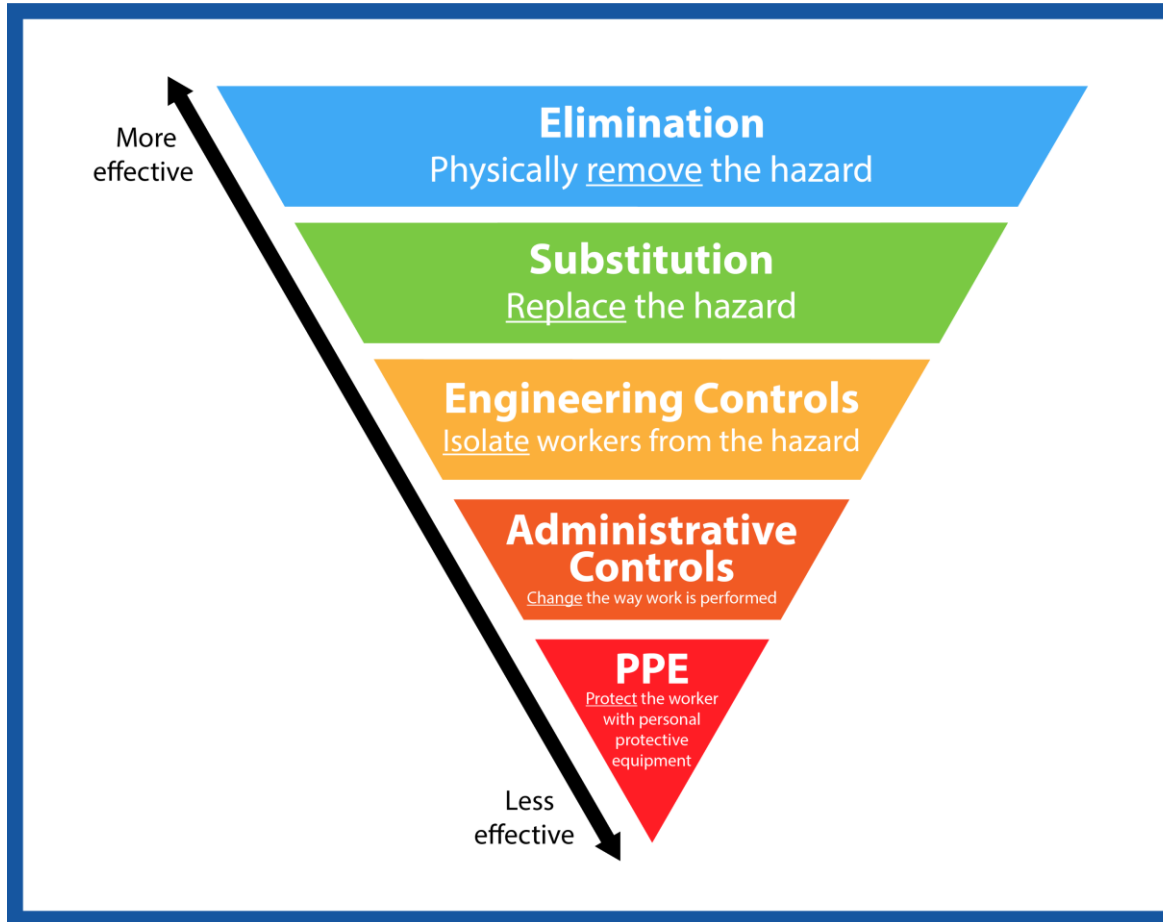 More
effective
Elimination
Physically remove the hazard
Substitution
Replace the hazard
Engineering Controls
Isolate workers from the hazard
Administrative
Controls
Change the way work is performed
PPE
Protect the worker
with personal
protective
equipment
Less
effective